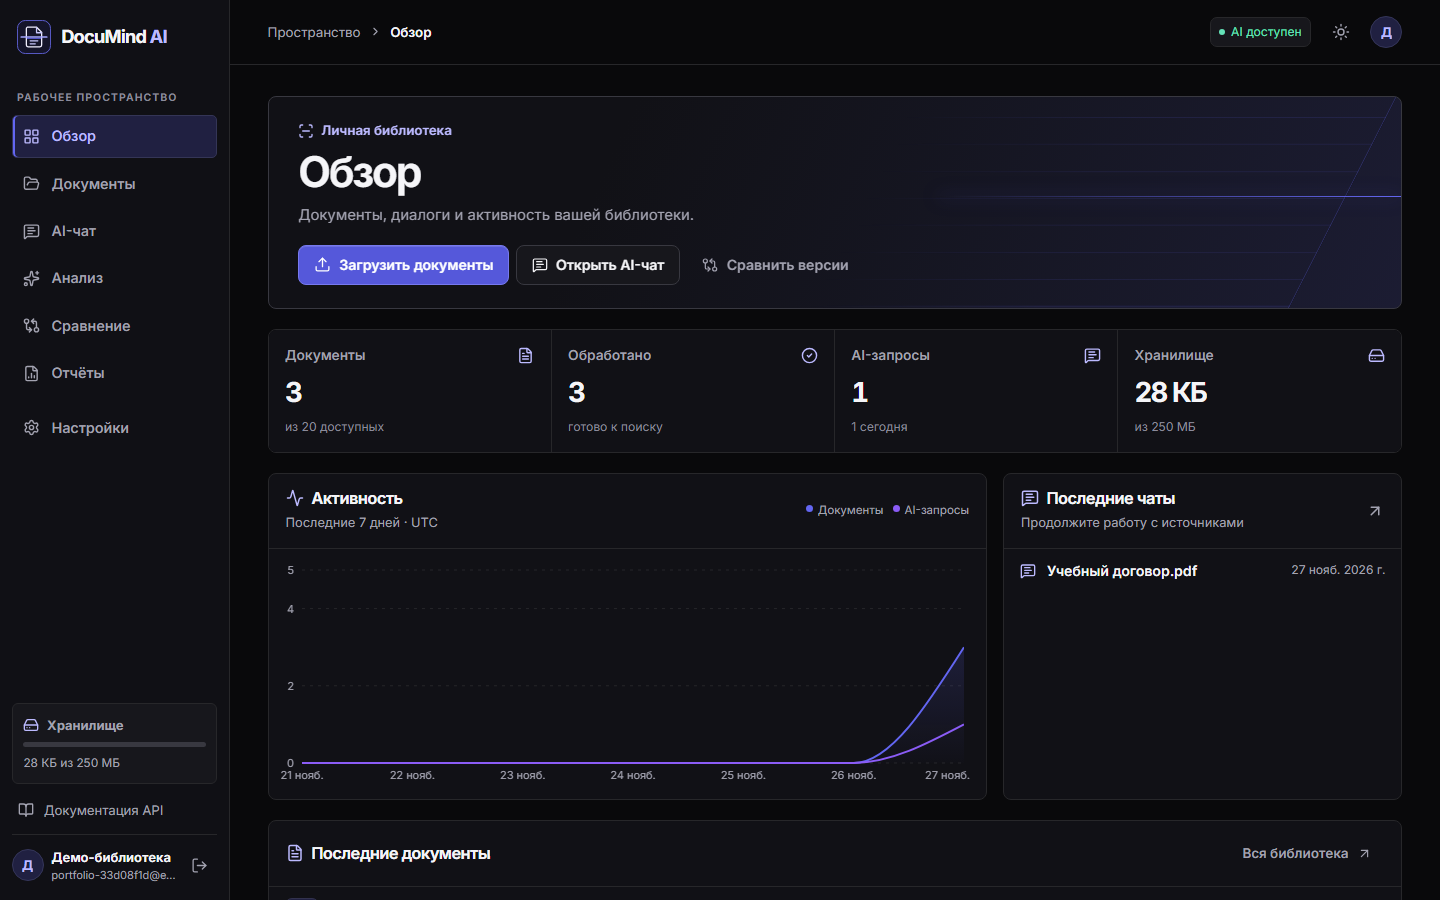 DocuMind AI
РАБОЧЕЕ ПРОСТРАНСТВО
Обзор
Документы
AI-чат
Анализ
Сравнение
Отчёты
Настройки
Хранилище
28 КБ из 250 МБ
Документация API
Д
Демо-библиотека
portfolio-33d08f1d@e...
Пространство > Обзор
AI доступен
Д
Личная библиотека
Обзор
Документы, диалоги и активность вашей библиотеки.
Загрузить документы
Открыть AI-чат
Сравнить версии
Документы
3
из 20 доступных
Обработано
3
готово к поиску
AI-запросы
1
1 сегодня
Хранилище
28 КБ
из 250 МБ
Активность
Последние 7 дней · UTC
Документы
AI-запросы
5
4
2
0
21 нояб.
22 нояб.
23 нояб.
24 нояб.
25 нояб.
26 нояб.
27 нояб.
Последние чаты
Продолжите работу с источниками
Учебный договор.pdf
27 нояб. 2026 г.
Последние документы
Вся библиотека